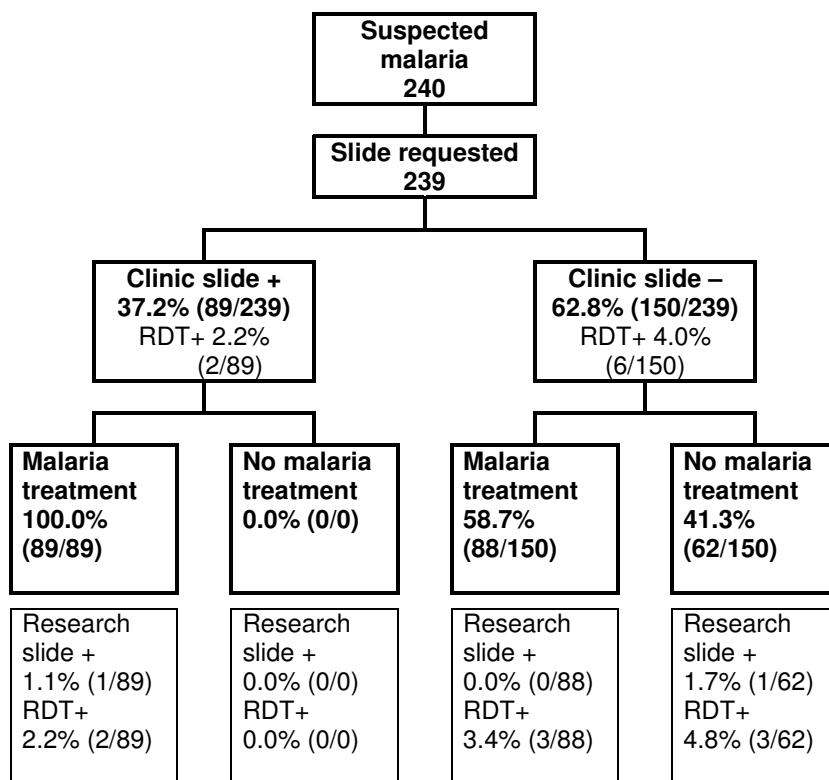 Suspected
malaria
240
Slide requested
239
Clinic slide +
37.2% (89/239)
RDT+ 2.2%
(2/89)
Clinic slide –
62.8% (150/239)
RDT+ 4.0%
(6/150)
Malaria
treatment
100.0%
(89/89)
No malaria
treatment
0.0% (0/0)
Malaria
treatment
58.7%
(88/150)
No malaria
treatment
41.3%
(62/150)
Research
slide +
1.1% (1/89)
RDT+
2.2% (2/89)
Research
slide +
0.0% (0/0)
RDT+
0.0% (0/0)
Research
slide +
0.0% (0/88)
RDT+
3.4% (3/88)
Research
slide +
1.7% (1/62)
RDT+
4.8% (3/62)